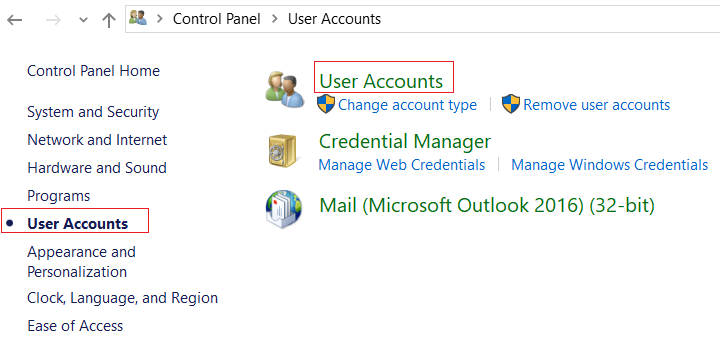 Control Panel > User Accounts
Control Panel Home
System and Security
Network and Internet
Hardware and Sound
Programs
User Accounts
Appearance and
Personalization
Clock, Language, and Region
Ease of Access
User Accounts
Change account type
Remove user accounts
Credential Manager
Manage Web Credentials
Manage Windows Credentials
Mail (Microsoft Outlook 2016) (32-bit)